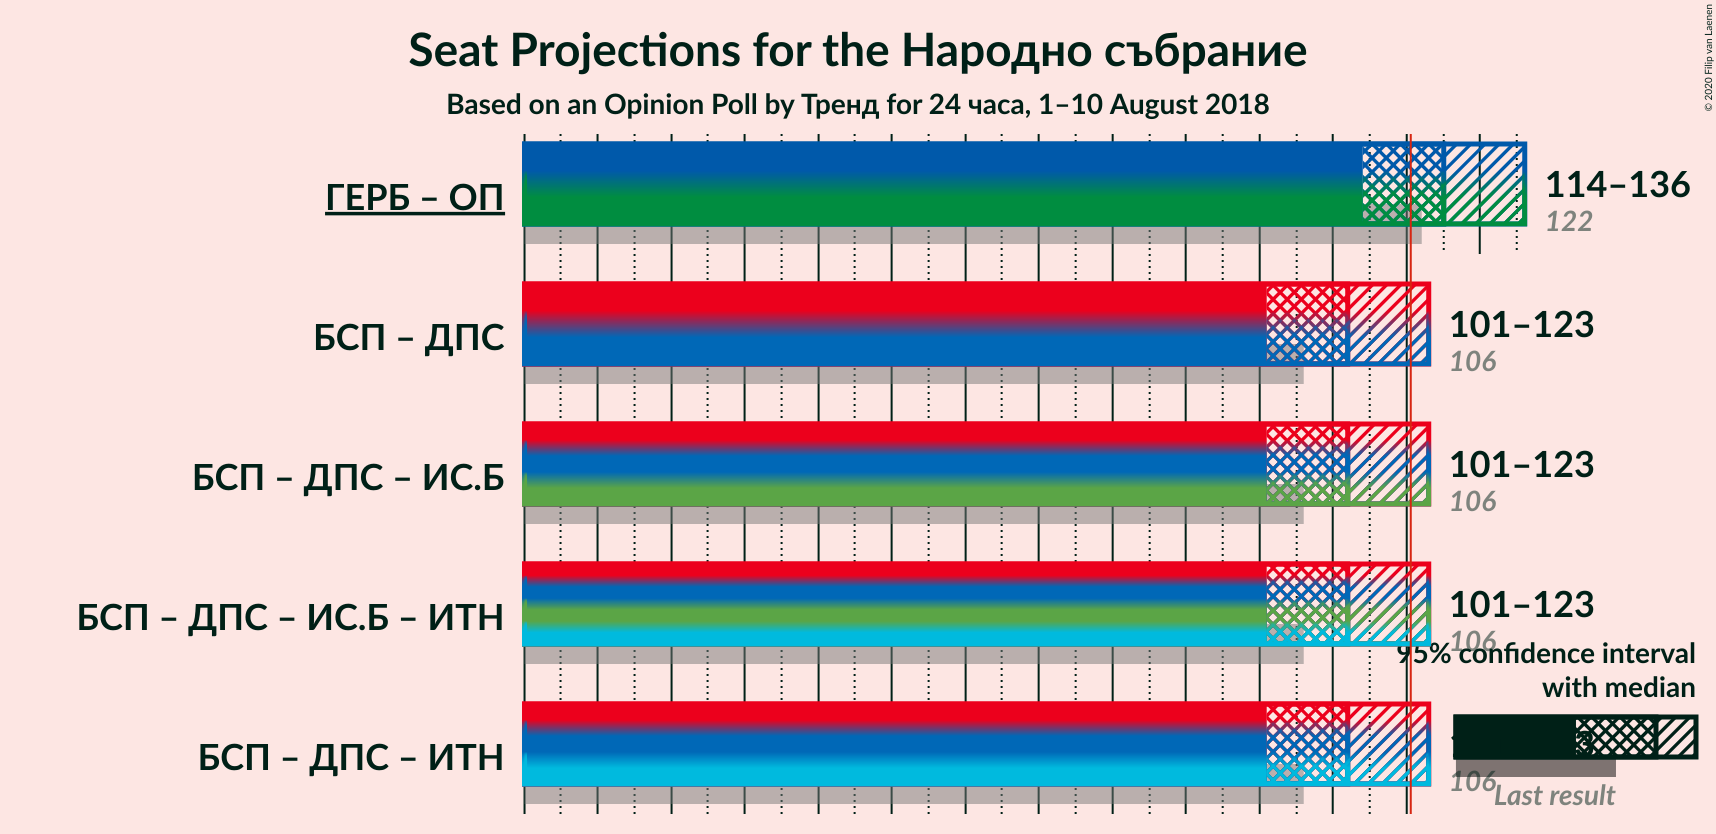 Seat Projections for the Народно събрание
Based on an Opinion Poll by Тренд for 24 часа, 1–10 August 2018
© 2020 Filip van Laenen
ГЕРБ – ОП
114–136
122
БСП – ДПС
101–123
106
БСП – ДПС – ИС.Б
101–123
106
БСП – ДПС – ИС.Б – ИТН
101–123
106
95% confidence interval
with median
БСП – ДПС – ИТН
106
Last result